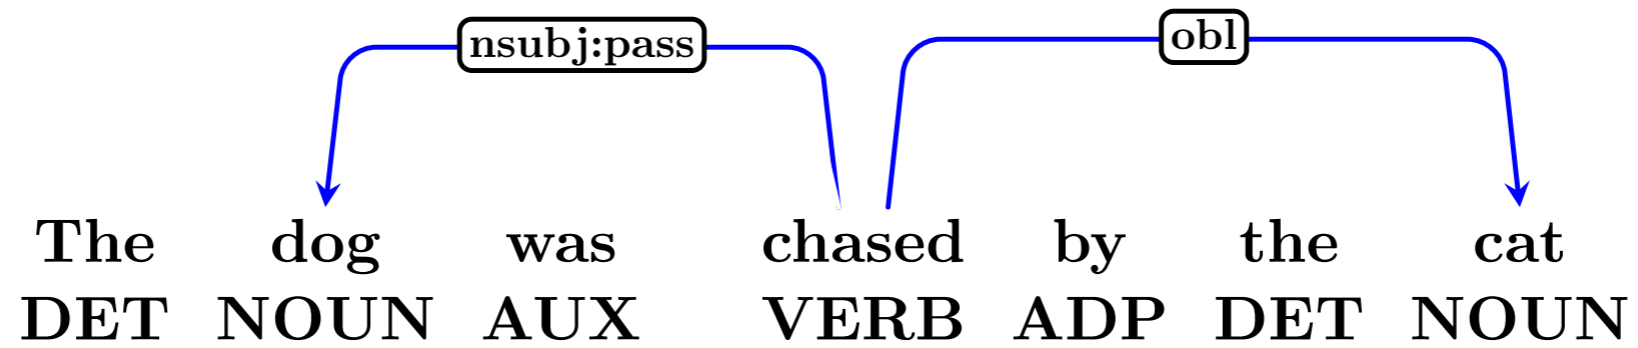 nsubj:pass obl
The dog was chased by the cat
DET NOUN AUX VERB ADP DET NOUN